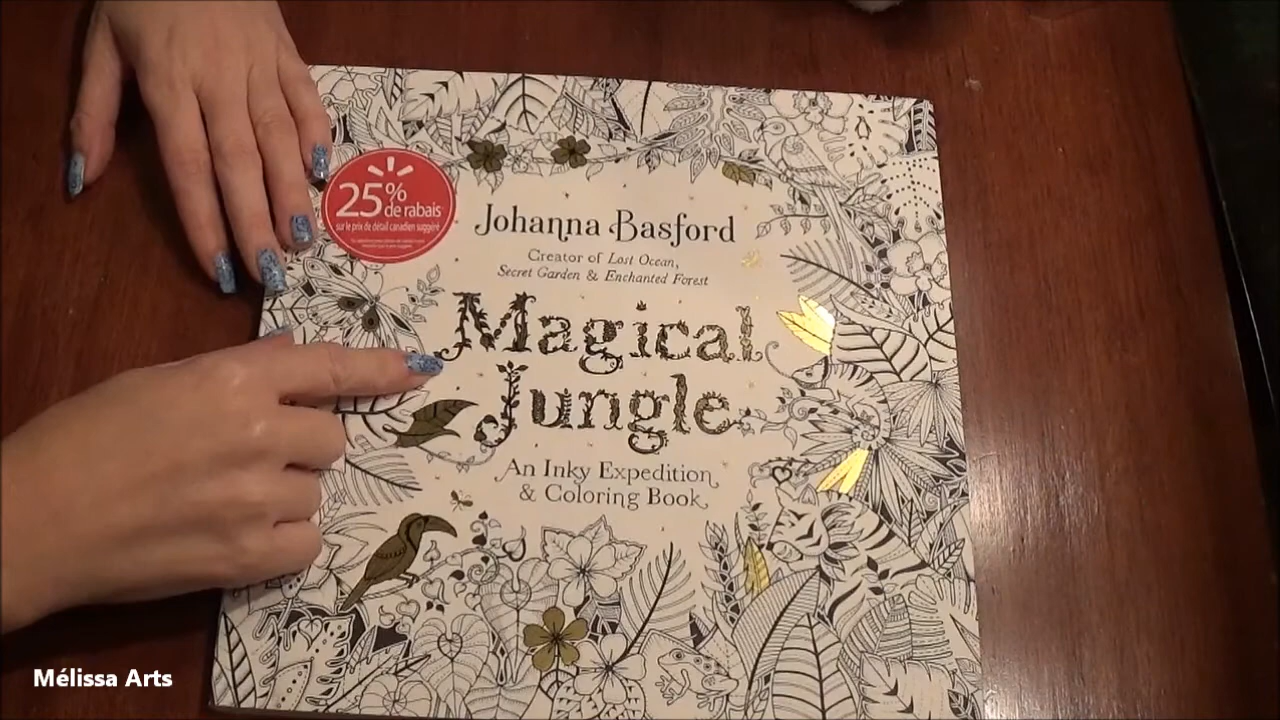 25%
de rabais
sur le prix de détail canadien suggéré
Johanna Basford
Creator of Lost Ocean,
Secret Garden & Enchanted Forest
Magical
Jungle
An Inky Expedition
& Coloring Book
Mélissa Arts